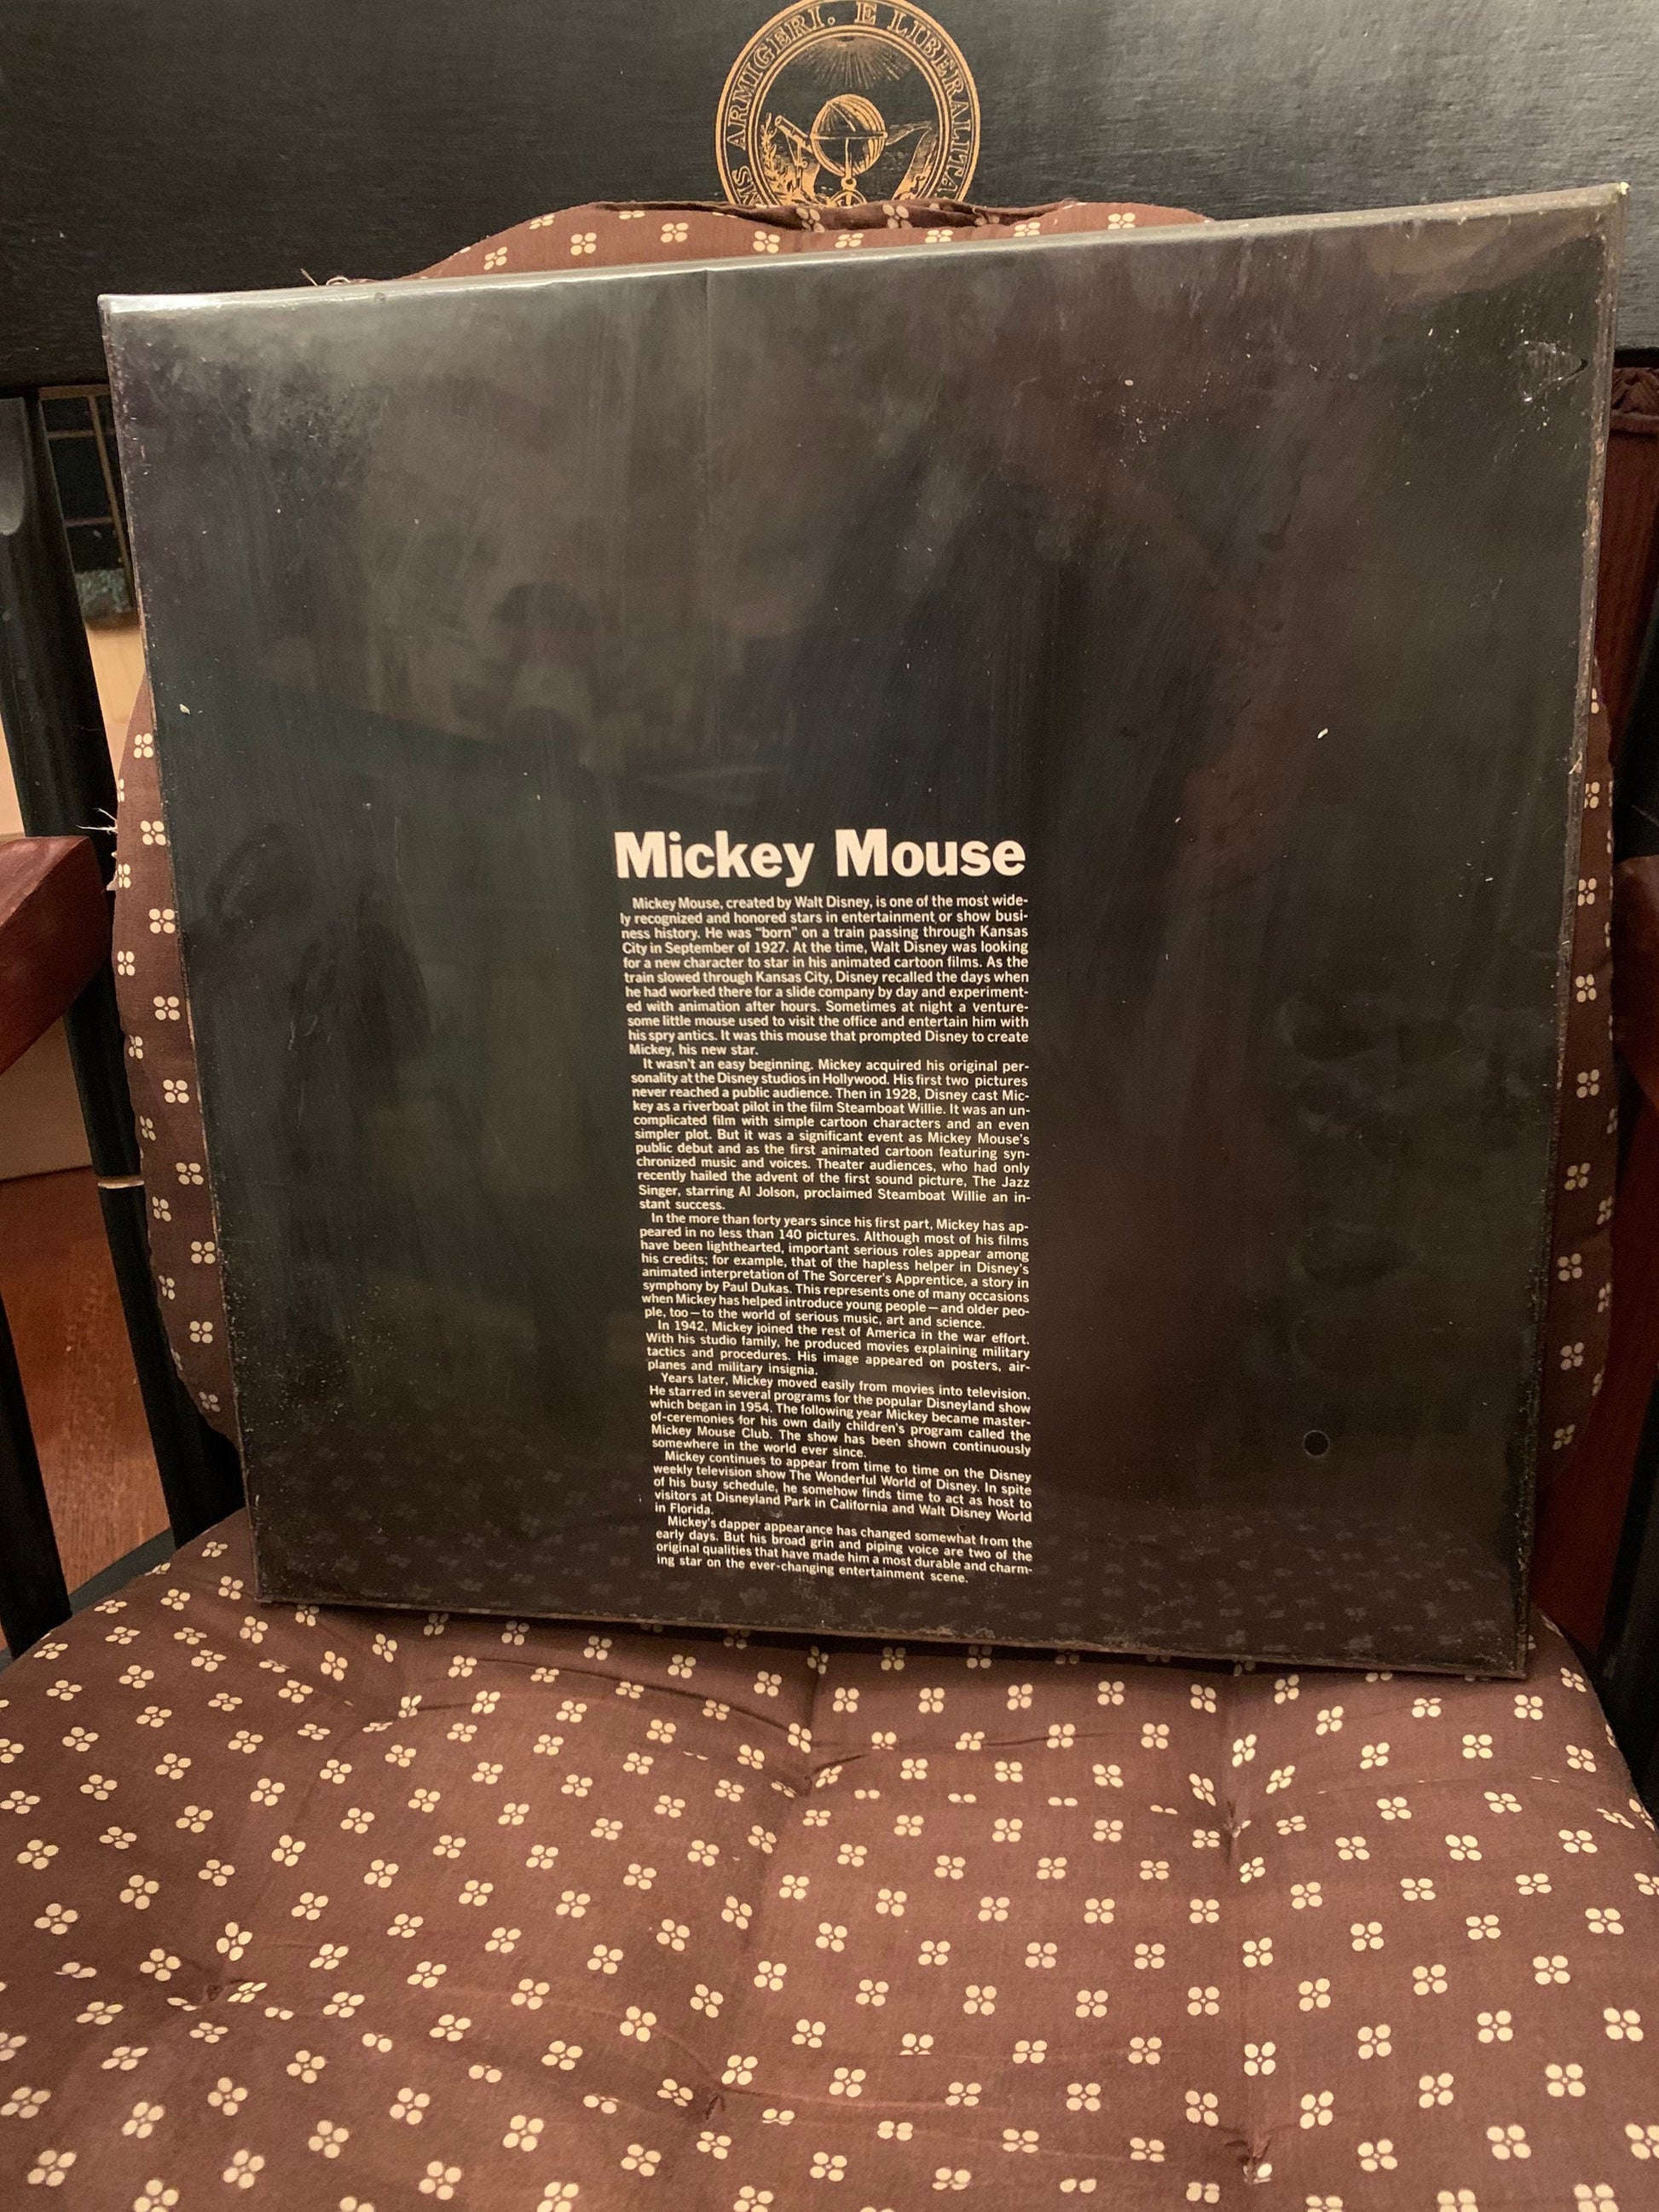 MS ARMIGERI. E LIBERALITA
Mickey Mouse
Mickey Mouse, created by Walt Disney, is one of the most wide-
ly recognized and honored stars in entertainment or show busi-
ness history. He was “born” on a train passing through Kansas
City in September of 1927. At the time, Walt Disney was looking
for a new character to star in his animated cartoon films. As the
train slowed through Kansas City, Disney recalled the days when
he had worked there for a slide company by day and experiment-
ed with animation after hours. Sometimes at night a venture-
some little mouse used to visit the office and entertain him with
his spry antics. It was this mouse that prompted Disney to create
Mickey, his new star.
It wasn't an easy beginning. Mickey acquired his original per-
sonality at the Disney studios in Hollywood. His first two pictures
never reached a public audience. Then in 1928, Disney cast Mic-
key as a riverboat pilot in the film Steamboat Willie. It was an un-
complicated film with simple cartoon characters and an even
simpler plot. But it was a significant event as Mickey Mouse's
public debut and as the first animated cartoon featuring syn-
chronized music and voices. Theater audiences, who had only
recently hailed the advent of the first sound picture, The Jazz
Singer, starring Al Jolson, proclaimed Steamboat Willie an in-
stant success.
In the more than forty years since his first part, Mickey has ap-
peared in no less than 140 pictures. Although most of his films
have been lighthearted, important serious roles appear among
his credits; for example, that of the hapless helper in Disney's
animated interpretation of The Sorcerer's Apprentice, a story in
symphony by Paul Dukas. This represents one of many occasions
when Mickey has helped introduce young people—and older peo-
ple, too—to the world of serious music, art and science.
In 1942, Mickey joined the rest of America in the war effort.
With his studio family, he produced movies explaining military
tactics and procedures. His image appeared on posters, air-
planes and military insignia.
Years later, Mickey moved easily from movies into television.
He starred in several programs for the popular Disneyland show
which began in 1954. The following year Mickey became master-
of-ceremonies for his own daily children's program called the
Mickey Mouse Club. The show has been shown continuously
somewhere in the world ever since.
Mickey continues to appear from time to time on the Disney
weekly television show The Wonderful World of Disney. In spite
of his busy schedule, he somehow finds time to act as host to
visitors at Disneyland Park in California and Walt Disney World
in Florida.
Mickey's dapper appearance has changed somewhat from the
early days. But his broad grin and piping voice are two of the
original qualities that have made him a most durable and charm-
ing star on the ever-changing entertainment scene.